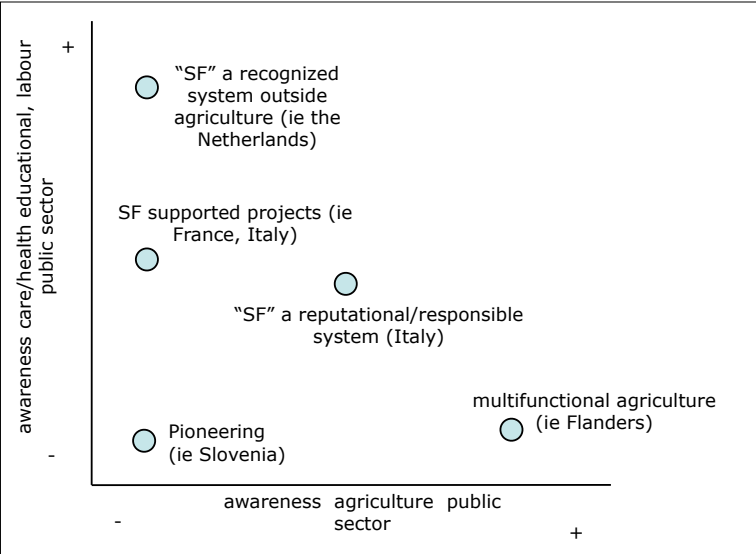 awareness care/health educational, labour
public sector
+
“SF” a recognized
system outside
agriculture (ie the
Netherlands)
SF supported projects (ie
France, Italy)
“SF” a reputational/responsible
system (Italy)
multifunctional agriculture
(ie Flanders)
Pioneering
(ie Slovenia)
-
awareness agriculture public
sector
-
+